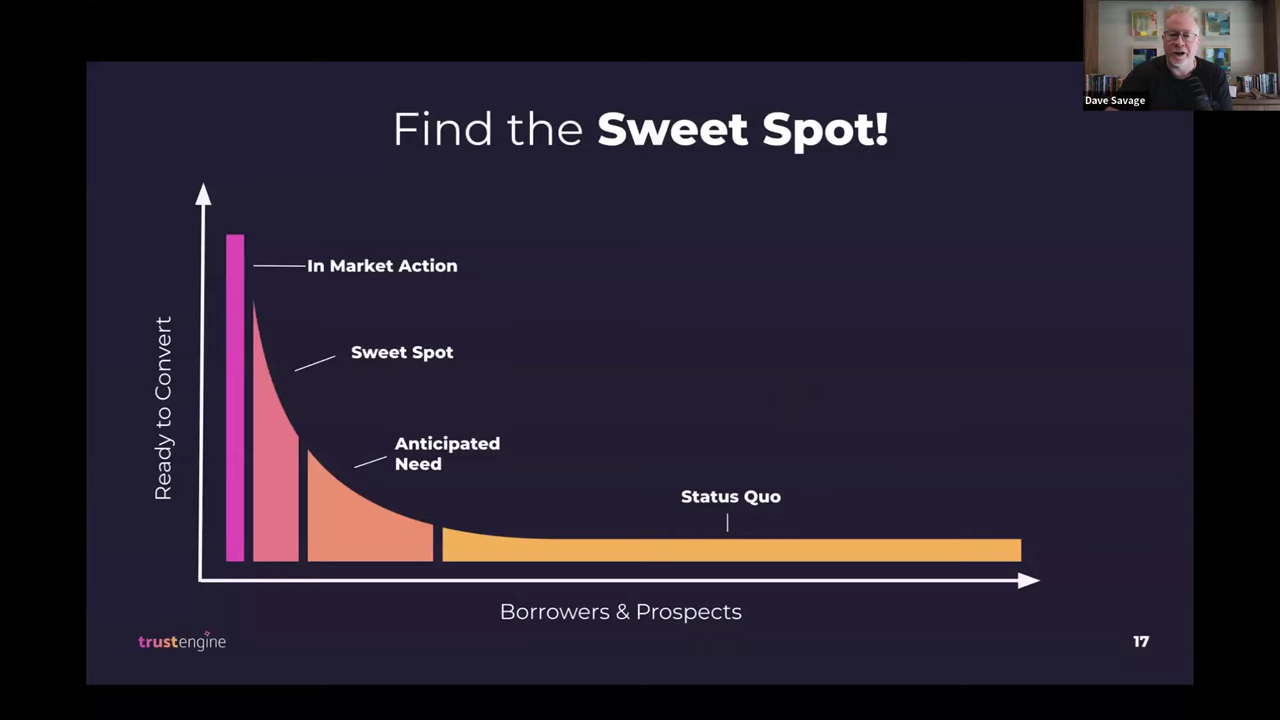 Dave Savage
Find the Sweet Spot!
In Market Action
Sweet Spot
Anticipated
Need
Status Quo
Ready to Convert
Borrowers & Prospects
trustengine
17